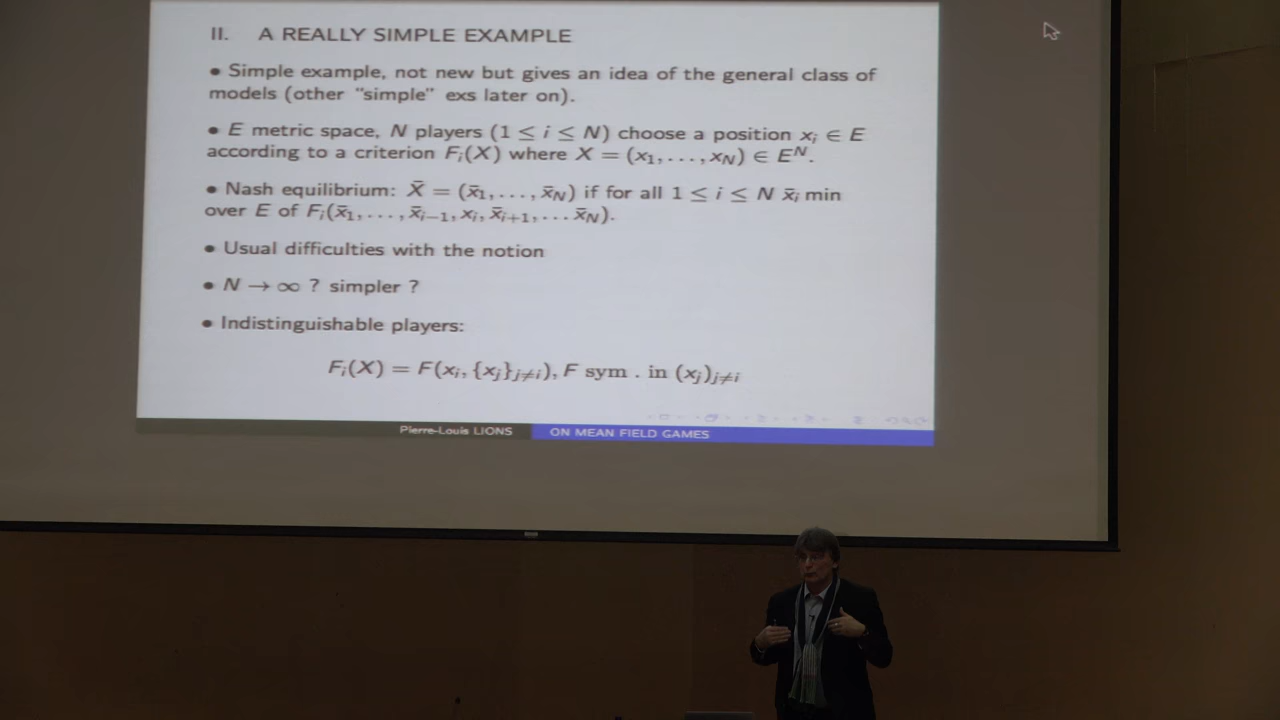 II. A REALLY SIMPLE EXAMPLE
• Simple example, not new but gives an idea of the general class of
models (other "simple" exs later on).
• E metric space, N players (1 ≤ i ≤ N) choose a position xᵢ ∈ E
according to a criterion Fᵢ(X) where X = (x₁, . . . , x_N) ∈ Eᴺ.
• Nash equilibrium: X̄ = (x̄₁, . . . , x̄_N) if for all 1 ≤ i ≤ N x̄ᵢ min
over E of Fᵢ(x̄₁, . . . , x̄ᵢ₋₁, xᵢ, x̄ᵢ₊₁, . . . x̄_N).
• Usual difficulties with the notion
• N → ∞ ? simpler ?
• Indistinguishable players:
Fᵢ(X) = F(xᵢ, {xⱼ}ⱼ≠ᵢ), F sym . in (xⱼ)ⱼ≠ᵢ
Pierre-Louis LIONS ON MEAN FIELD GAMES